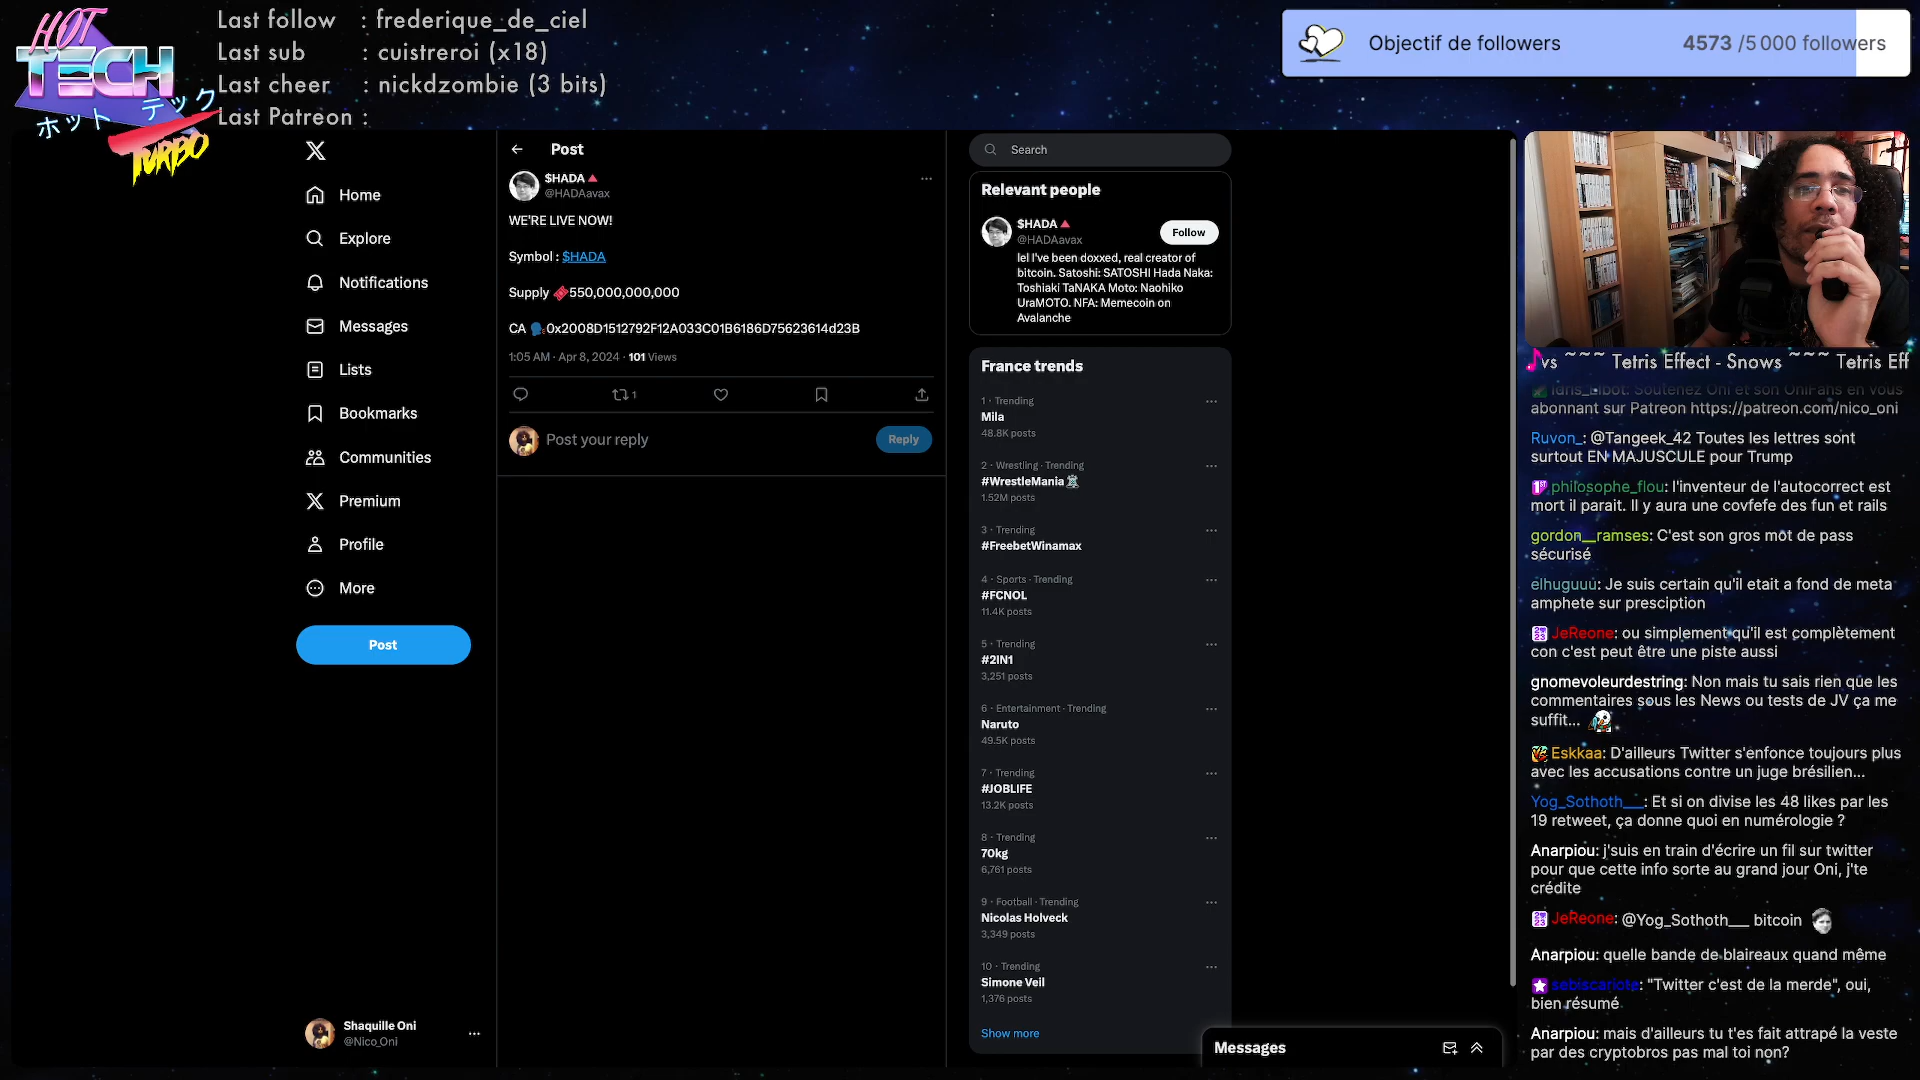 HOT
TECH
ホット テック
TURBO
Last follow : frederique_de_ciel
Last sub : cuistreroi (x18)
Last cheer : nickdzombie (3 bits)
Last Patreon :
Objectif de followers 4573 /5 000 followers
Home
Explore
Notifications
Messages
Lists
Bookmarks
Communities
Premium
Profile
More
Post
Shaquille Oni
@Nico_Oni
Post
$HADA
@HADAavax
WE'RE LIVE NOW!
Symbol : $HADA
Supply 550,000,000,000
CA 0x2008D1512792F12A033C01B6186D75623614d23B
1:05 AM · Apr 8, 2024 · 101 Views
1
Post your reply
Reply
Search
Relevant people
$HADA
@HADAavax
Follow
lel I've been doxxed, real creator of
bitcoin. Satoshi: SATOSHI Hada Naka:
Toshiaki TaNAKA Moto: Naohiko
UraMOTO. NFA: Memecoin on
Avalanche
France trends
1 · Trending
Mila
48.8K posts
2 · Wrestling · Trending
#WrestleMania
1.52M posts
3 · Trending
#FreebetWinamax
4 · Sports · Trending
#FCNOL
11.4K posts
5 · Trending
#2IN1
3,251 posts
6 · Entertainment · Trending
Naruto
49.5K posts
7 · Trending
#JOBLIFE
13.2K posts
8 · Trending
70kg
6,761 posts
9 · Football · Trending
Nicolas Holveck
3,349 posts
10 · Trending
Simone Veil
1,376 posts
Show more
Messages
vs ~~~ Tetris Effect - Snows ~~~ Tetris Eff
Soutenez Oni et son OniFans en vous
abonnant sur Patreon https://patreon.com/nico_oni
Ruvon_: @Tangeek_42 Toutes les lettres sont
surtout EN MAJUSCULE pour Trump
philosophe_flou: l'inventeur de l'autocorrect est
mort il parait. Il y aura une covfefe des fun et rails
gordon__ramses: C'est son gros mot de pass
sécurisé
elhuguuu: Je suis certain qu'il etait a fond de meta
amphete sur presciption
JeReone: ou simplement qu'il est complètement
con c'est peut être une piste aussi
gnomevoleurdestring: Non mais tu sais rien que les
commentaires sous les News ou tests de JV ça me
suffit...
Eskkaa: D'ailleurs Twitter s'enfonce toujours plus
avec les accusations contre un juge brésilien...
Yog_Sothoth___: Et si on divise les 48 likes par les
19 retweet, ça donne quoi en numérologie ?
Anarpiou: j'suis en train d'écrire un fil sur twitter
pour que cette info sorte au grand jour Oni, j'te
crédite
JeReone: @Yog_Sothoth___ bitcoin
Anarpiou: quelle bande de blaireaux quand même
sebiscariote: "Twitter c'est de la merde", oui,
bien résumé
Anarpiou: mais d'ailleurs tu t'es fait attrapé la veste
par des cryptobros pas mal toi non?